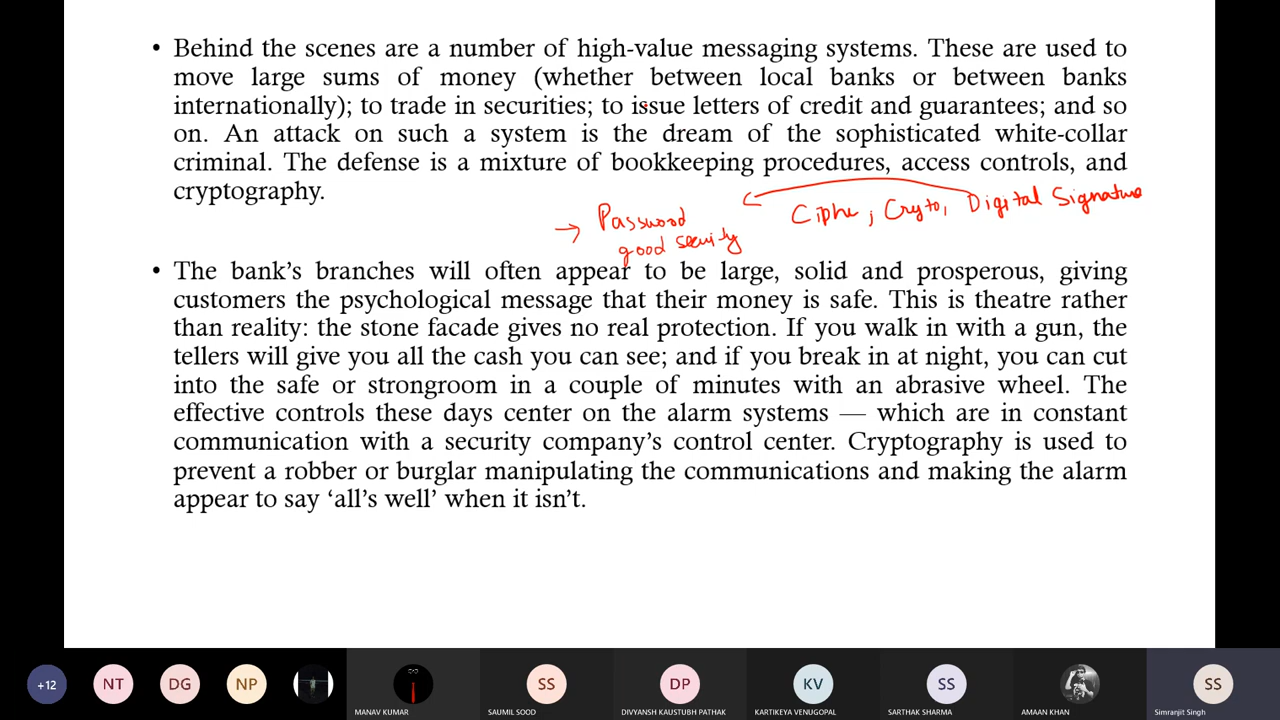 • Behind the scenes are a number of high-value messaging systems. These are used to
move large sums of money (whether between local banks or between banks
internationally); to trade in securities; to issue letters of credit and guarantees; and so
on. An attack on such a system is the dream of the sophisticated white-collar
criminal. The defense is a mixture of bookkeeping procedures, access controls, and
cryptography.
→ Password
good security
Ciphe, Cryto, Digital Signature
• The bank's branches will often appear to be large, solid and prosperous, giving
customers the psychological message that their money is safe. This is theatre rather
than reality: the stone facade gives no real protection. If you walk in with a gun, the
tellers will give you all the cash you can see; and if you break in at night, you can cut
into the safe or strongroom in a couple of minutes with an abrasive wheel. The
effective controls these days center on the alarm systems — which are in constant
communication with a security company's control center. Cryptography is used to
prevent a robber or burglar manipulating the communications and making the alarm
appear to say ‘all's well’ when it isn't.
+12 NT DG NP SS DP KV SS SS
MANAV KUMAR SAUMIL SOOD DIVYANSH KAUSTUBH PATHAK KARTIKEYA VENUGOPAL SARTHAK SHARMA AMAAN KHAN Simranjit Singh